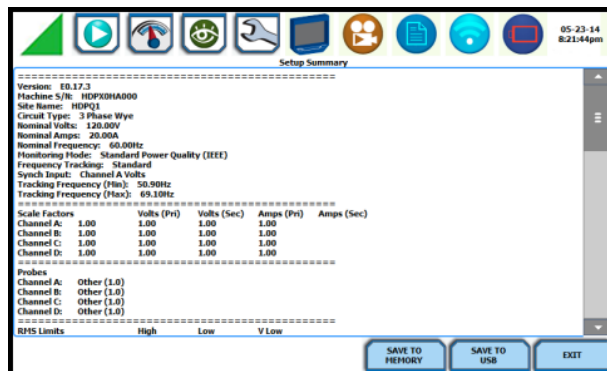 05-23-14
8:21:44pm
Setup Summary
==============================================
Version: E0.17.3
Machine S/N: HDPX0HA000
Site Name: HDPQ1
Circuit Type: 3 Phase Wye
Nominal Volts: 120.00V
Nominal Amps: 20.00A
Nominal Frequency: 60.00Hz
Monitoring Mode: Standard Power Quality (IEEE)
Frequency Tracking: Standard
Synch Input: Channel A Volts
Tracking Frequency (Min): 50.90Hz
Tracking Frequency (Max): 69.10Hz
==============================================
Scale Factors Volts (Pri) Volts (Sec) Amps (Pri) Amps (Sec)
Channel A: 1.00 1.00 1.00 1.00
Channel B: 1.00 1.00 1.00 1.00
Channel C: 1.00 1.00 1.00 1.00
Channel D: 1.00 1.00 1.00 1.00
==============================================
Probes
Channel A: Other (1.0)
Channel B: Other (1.0)
Channel C: Other (1.0)
Channel D: Other (1.0)
==============================================
RMS Limits High Low V Low
SAVE TO MEMORY SAVE TO USB EXIT